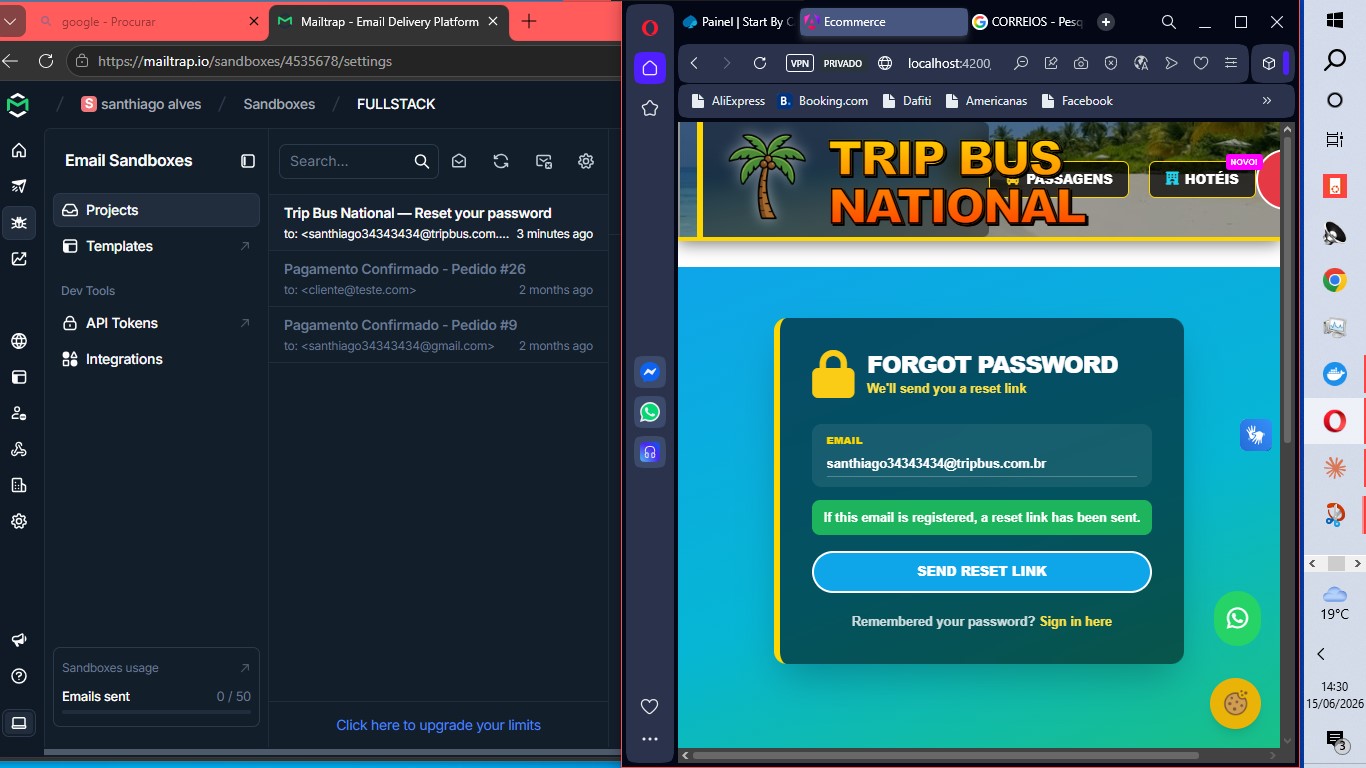 google - Procurar
Mailtrap - Email Delivery Platform
https://mailtrap.io/sandboxes/4535678/settings
/ S santhiago alves / Sandboxes / FULLSTACK
Email Sandboxes
Projects
Templates
Dev Tools
API Tokens
Integrations
Sandboxes usage
Emails sent 0 / 50
Search...
Trip Bus National — Reset your password
to: <santhiago34343434@tripbus.com.... 3 minutes ago
Pagamento Confirmado - Pedido #26
to: <cliente@teste.com> 2 months ago
Pagamento Confirmado - Pedido #9
to: <santhiago34343434@gmail.com> 2 months ago
Click here to upgrade your limits
Painel | Start By C
Ecommerce
CORREIOS - Pesq
VPN PRIVADO localhost:4200
AliExpress
B. Booking.com
Dafiti
Americanas
Facebook
»
TRIP BUS
NATIONAL
PASSAGENS
HOTÉIS
NOVO!
FORGOT PASSWORD
We'll send you a reset link
EMAIL
santhiago34343434@tripbus.com.br
If this email is registered, a reset link has been sent.
SEND RESET LINK
Remembered your password? Sign in here
19°C
14:30
15/06/2026
3